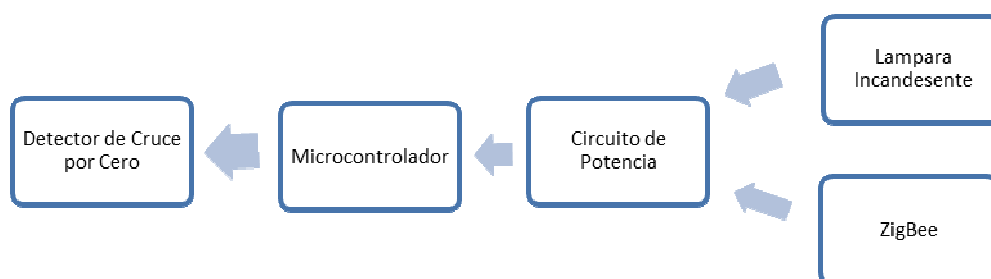 Detector de Cruce
por Cero
Microcontrolador
Circuito de
Potencia
Lampara
Incandesente
ZigBee